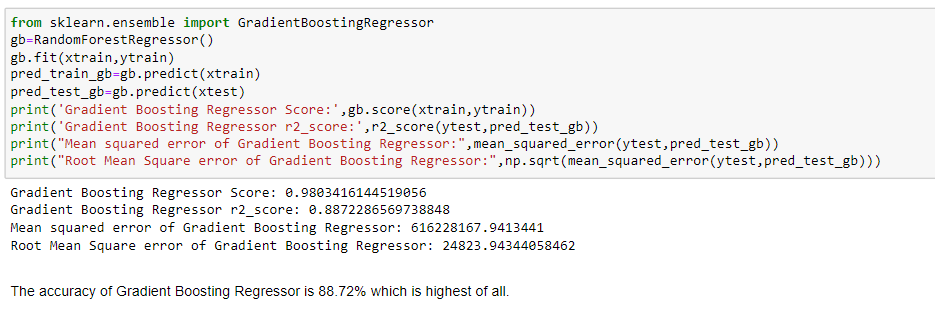 from sklearn.ensemble import GradientBoostingRegressor
gb=RandomForestRegressor()
gb.fit(xtrain,ytrain)
pred_train_gb=gb.predict(xtrain)
pred_test_gb=gb.predict(xtest)
print('Gradient Boosting Regressor Score:',gb.score(xtrain,ytrain))
print('Gradient Boosting Regressor r2_score:',r2_score(ytest,pred_test_gb))
print("Mean squared error of Gradient Boosting Regressor:",mean_squared_error(ytest,pred_test_gb))
print("Root Mean Square error of Gradient Boosting Regressor:",np.sqrt(mean_squared_error(ytest,pred_test_gb)))
Gradient Boosting Regressor Score: 0.9803416144519056
Gradient Boosting Regressor r2_score: 0.8872286569738848
Mean squared error of Gradient Boosting Regressor: 616228167.9413441
Root Mean Square error of Gradient Boosting Regressor: 24823.94344058462
The accuracy of Gradient Boosting Regressor is 88.72% which is highest of all.